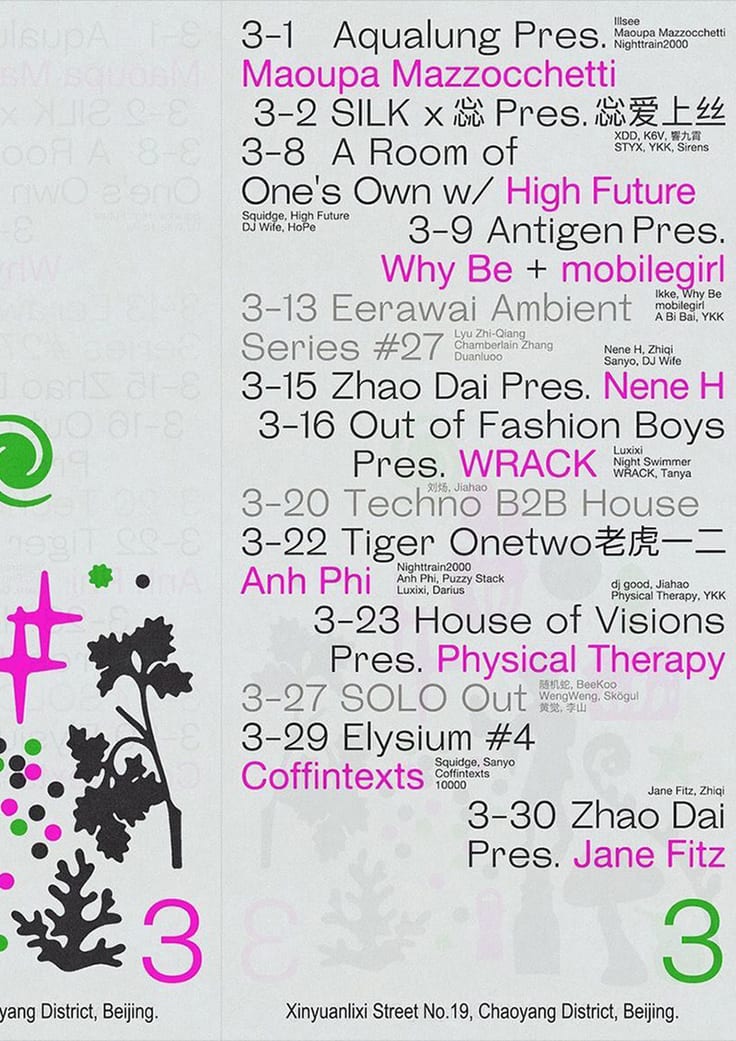 3-1 Aqualung Pres.
Illsee
Maoupa Mazzocchetti
Nighttrain2000
Maoupa Mazzocchetti
3-2 SILK x 惢 Pres. 惢爱上丝
XDD, K6V, 響九霄
STYX, YKK, Sirens
3-8 A Room of
One's Own w/ High Future
Squidge, High Future
DJ Wife, HoPe
3-9 Antigen Pres.
Why Be + mobilegirl
Ikke, Why Be
mobilegirl
A Bi Bai, YKK
3-13 Eerawai Ambient
Series #27
Lyu Zhi-Qiang
Chamberlain Zhang
Duanluoo
Nene H, Zhiqi
Sanyo, DJ Wife
3-15 Zhao Dai Pres. Nene H
3-16 Out of Fashion Boys
Pres. WRACK
Luxixi
Night Swimmer
WRACK, Tanya
刘炀, Jiahao
3-20 Techno B2B House
3-22 Tiger Onetwo老虎一二
Anh Phi
Nighttrain2000
Anh Phi, Puzzy Stack
Luxixi, Darius
dj good, Jiahao
Physical Therapy, YKK
3-23 House of Visions
Pres. Physical Therapy
3-27 SOLO Out
随机蛇, BeeKoo
WengWeng, Skögul
黄觉, 李山
3-29 Elysium #4
Coffintexts
Squidge, Sanyo
Coffintexts
10000
Jane Fitz, Zhiqi
3-30 Zhao Dai
Pres. Jane Fitz
3
3
yang District, Beijing.
Xinyuanlixi Street No.19, Chaoyang District, Beijing.